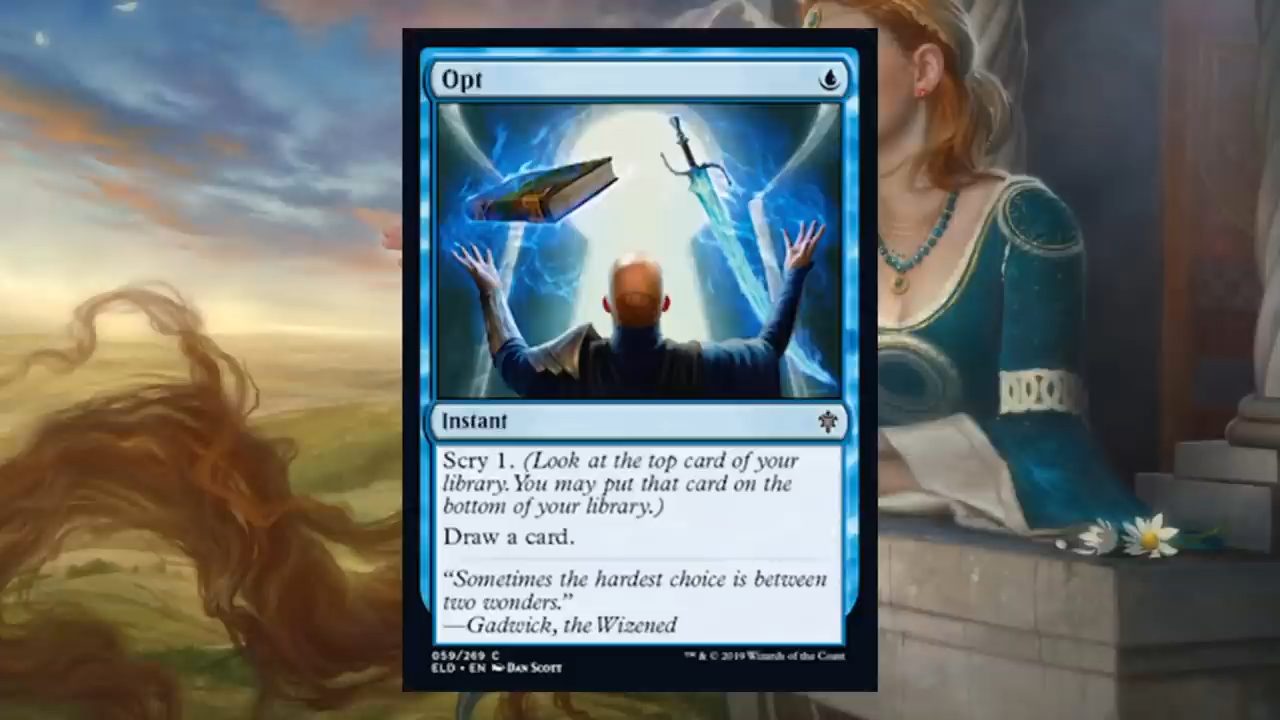 Opt
Instant
Scry 1. (Look at the top card of your
library. You may put that card on the
bottom of your library.)
Draw a card.
“Sometimes the hardest choice is between
two wonders.”
—Gadwick, the Wizened
059/269 C
ELD • EN Dan Scott
™ & © 2019 Wizards of the Coast